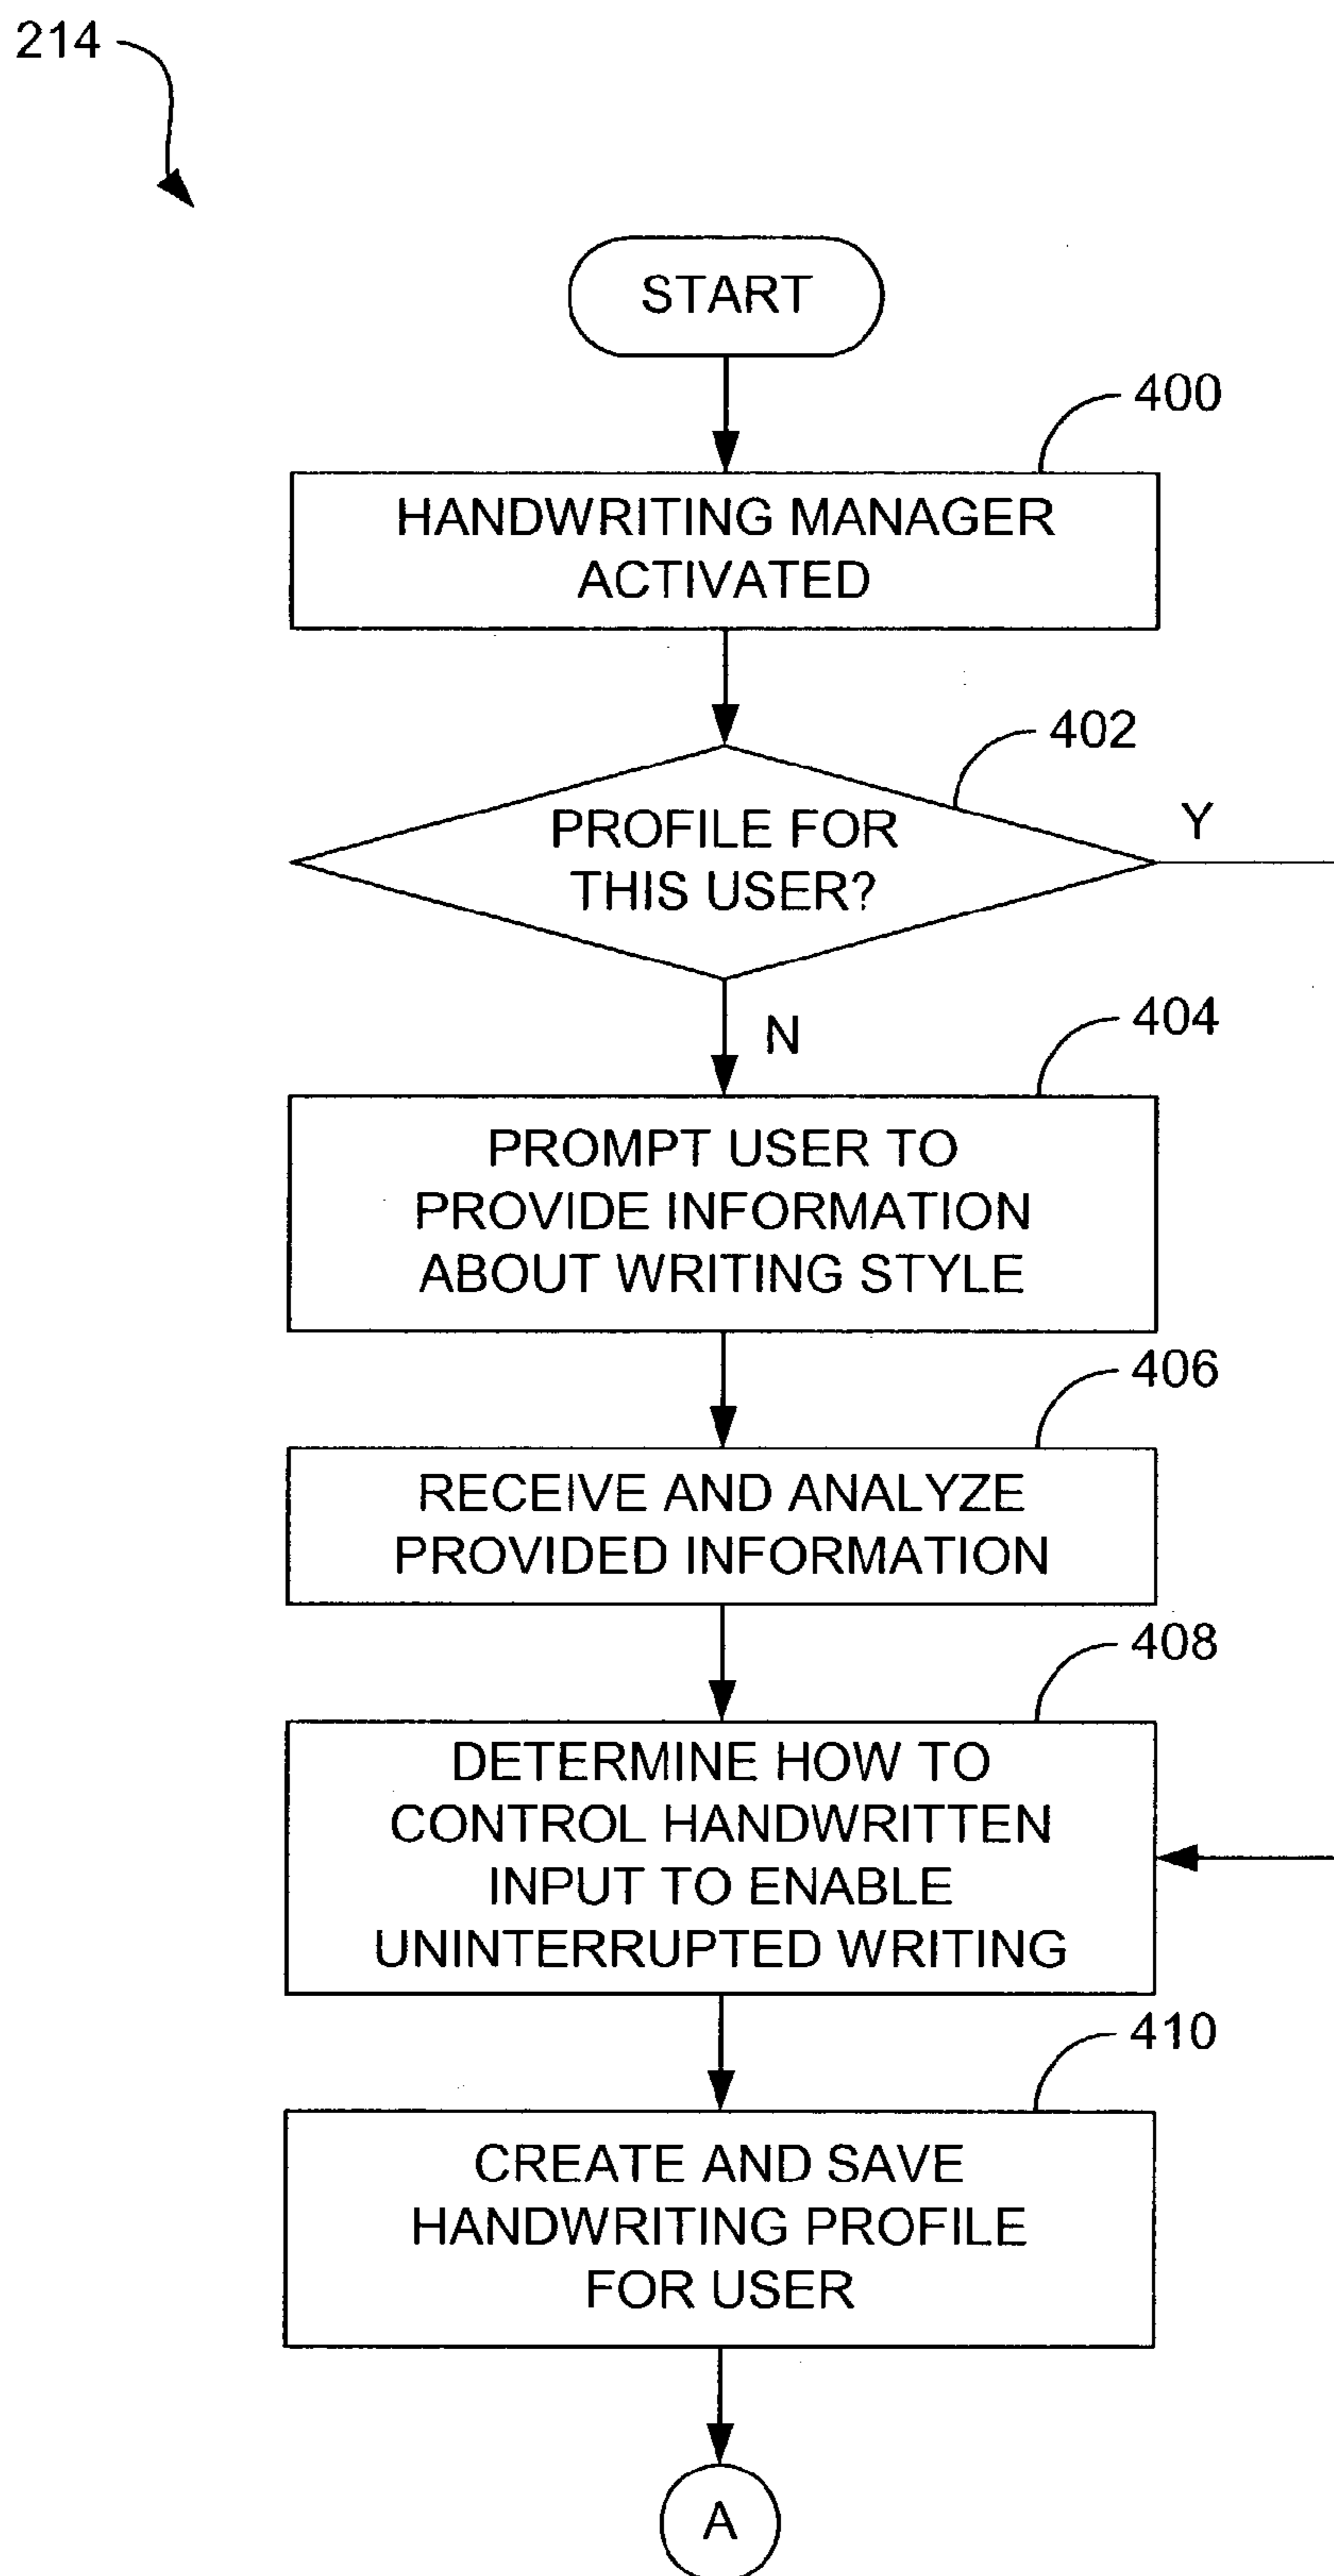 214
START
400
HANDWRITING MANAGER
ACTIVATED
402
PROFILE FOR
THIS USER?
Y
N
404
PROMPT USER TO
PROVIDE INFORMATION
ABOUT WRITING STYLE
406
RECEIVE AND ANALYZE
PROVIDED INFORMATION
408
DETERMINE HOW TO
CONTROL HANDWRITTEN
INPUT TO ENABLE
UNINTERRUPTED WRITING
410
CREATE AND SAVE
HANDWRITING PROFILE
FOR USER
A